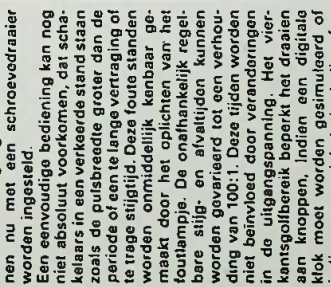 nen nu met een schroevedraaier
worden ingesteld.
Een eenvoudige bediening kan nog
niet absoluut voorkomen, dat scha-
kelaars in een verkeerde stand staan
zoals de pulsbreedte groter dan de
periode of een te lange vertraging of
te trage stijgtijd. Deze foute standen
worden onmiddellijk kenbaar ge-
maakt door het oplichten van het
foutlampje. De onafhankelijk regel-
bare stijg- en afvaltijden kunnen
worden gevarieerd tot een verhou-
ding van 100:1. Deze tijden worden
niet beinvloed door veranderingen
in de uitgangspanning. Het vier-
kantsgolfbereik beperkt het draaien
aan knoppen, Indien een digitale
klok moet worden gesimuleerd of